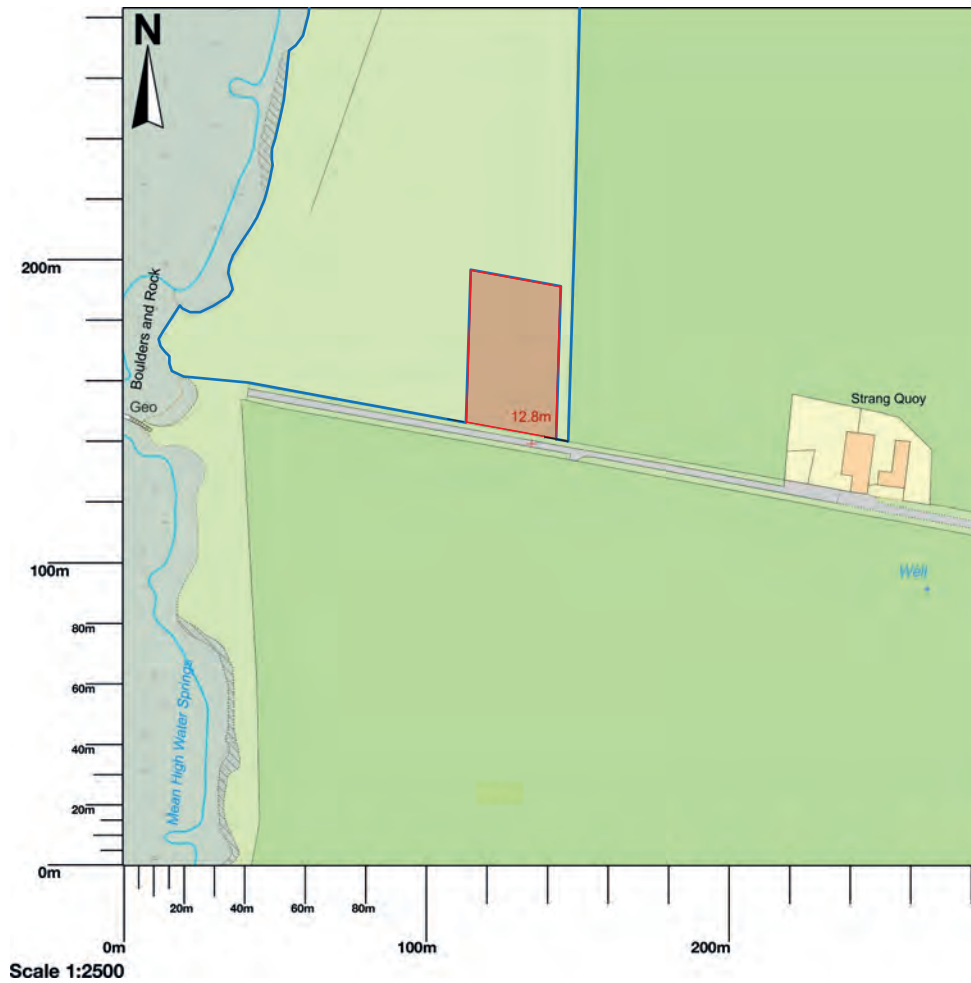 N
200m
Boulders and Rock
Geo
12.8m
Strang Quoy
100m
Well
80m
60m
Mean High Water Springs
40m
20m
0m
20m
40m
60m
80m
0m
100m
200m
Scale 1:2500